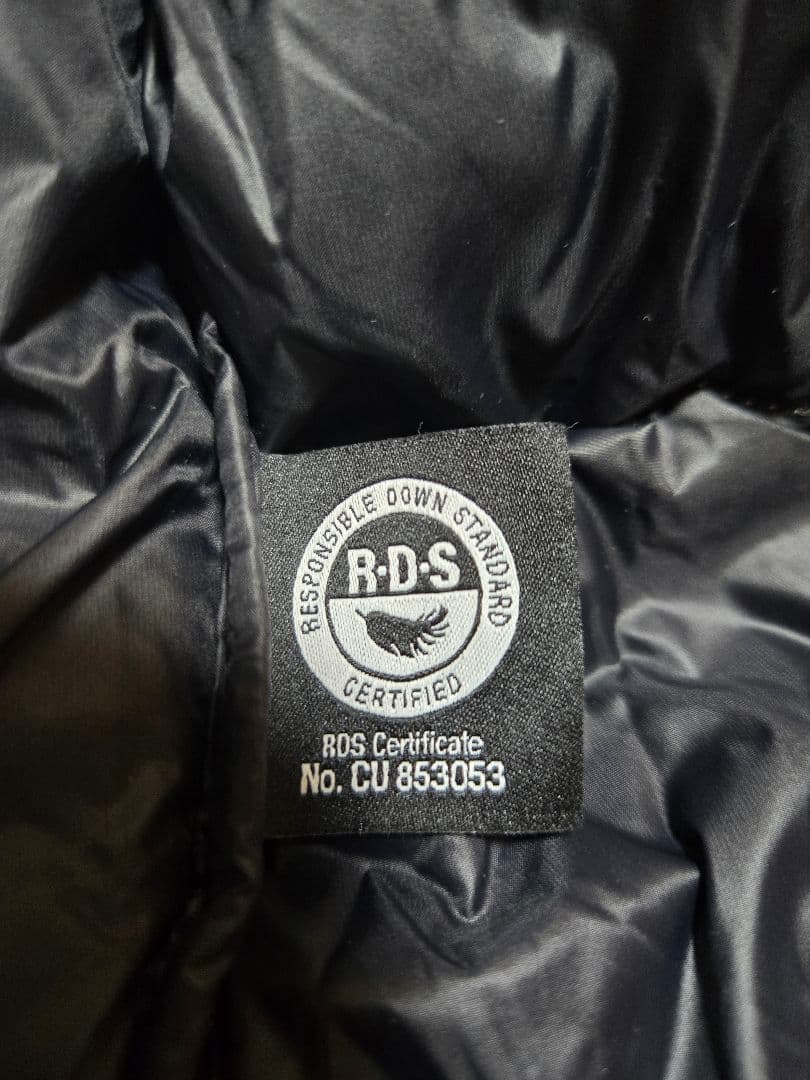 RESPONSIBLE DOWN STANDARD
R·D·S
CERTIFIED
RDS Certificate
No. CU 853053